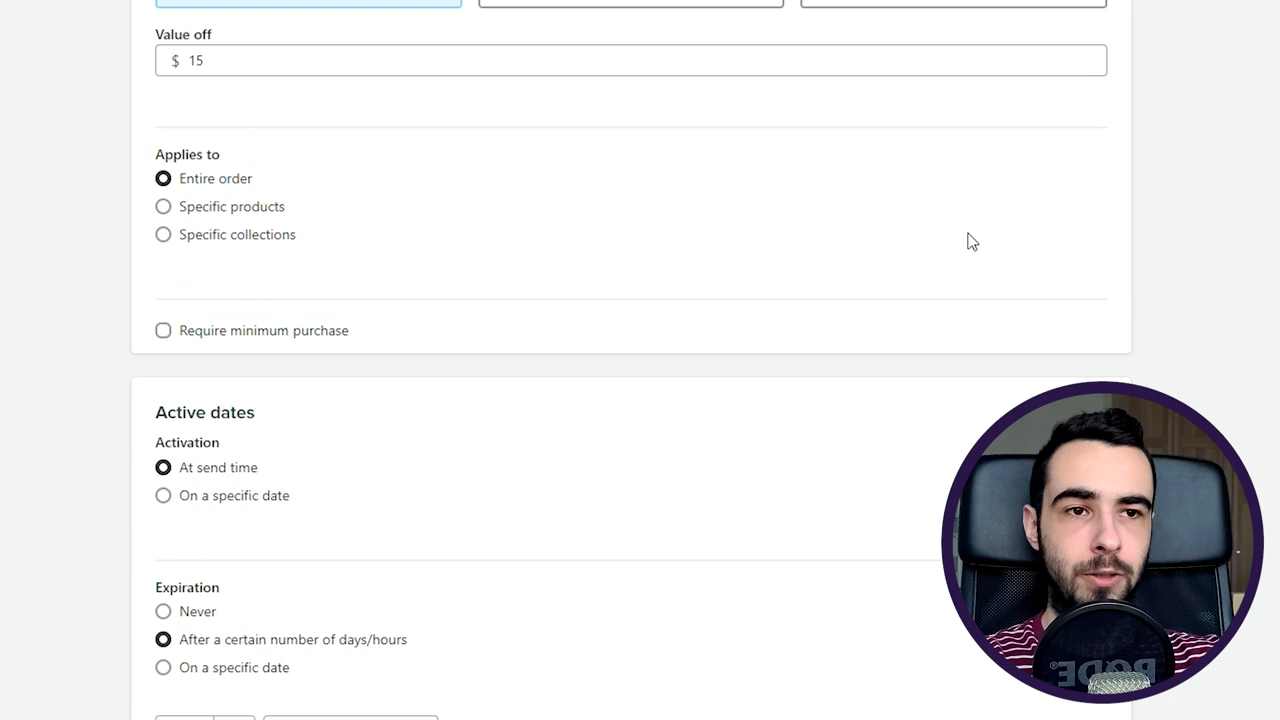 Value off
$ 15
Applies to
Entire order
Specific products
Specific collections
Require minimum purchase
Active dates
Activation
At send time
On a specific date
Expiration
Never
After a certain number of days/hours
On a specific date
RODE